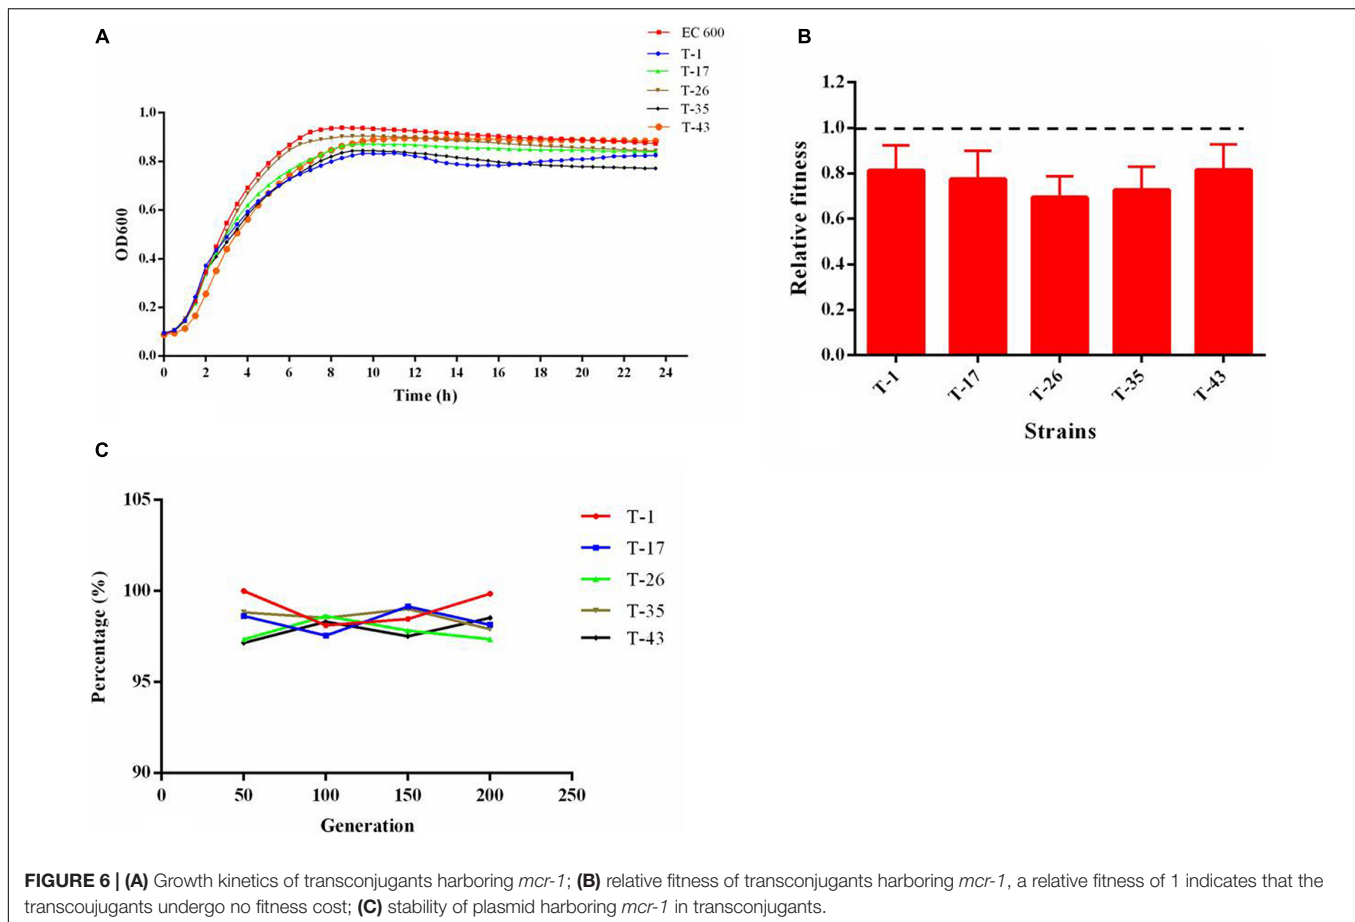 A
EC 600
T-1
T-17
T-26
T-35
T-43
1.0
0.8
0.6
0.4
0.2
0.0
OD600
0 2 4 6 8 10 12 14 16 18 20 22 24
Time (h)
B
1.2
1.0
0.8
0.6
0.4
0.2
0.0
Relative fitness
T-1 T-17 T-26 T-35 T-43
Strains
C
105
100
95
90
Percentage (%)
0 50 100 150 200 250
Generation
T-1
T-17
T-26
T-35
T-43
FIGURE 6 | (A) Growth kinetics of transconjugants harboring mcr-1; (B) relative fitness of transconjugants harboring mcr-1, a relative fitness of 1 indicates that the
transcoujugants undergo no fitness cost; (C) stability of plasmid harboring mcr-1 in transconjugants.